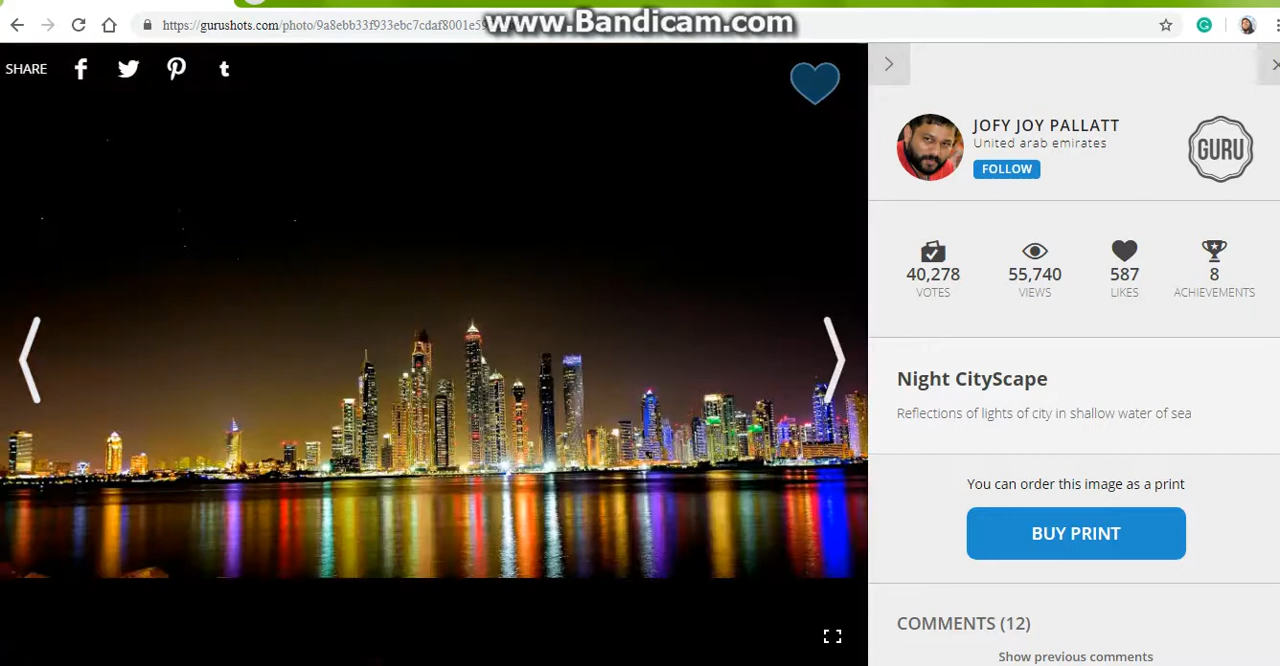 https://gurushots.com/photo/9a8ebb33f933ebc7cdaf8001e5
www.Bandicam.com
SHARE
JOFY JOY PALLATT
United arab emirates
FOLLOW
GURU
40,278
VOTES
55,740
VIEWS
587
LIKES
8
ACHIEVEMENTS
Night CityScape
Reflections of lights of city in shallow water of sea
You can order this image as a print
BUY PRINT
COMMENTS (12)
Show previous comments